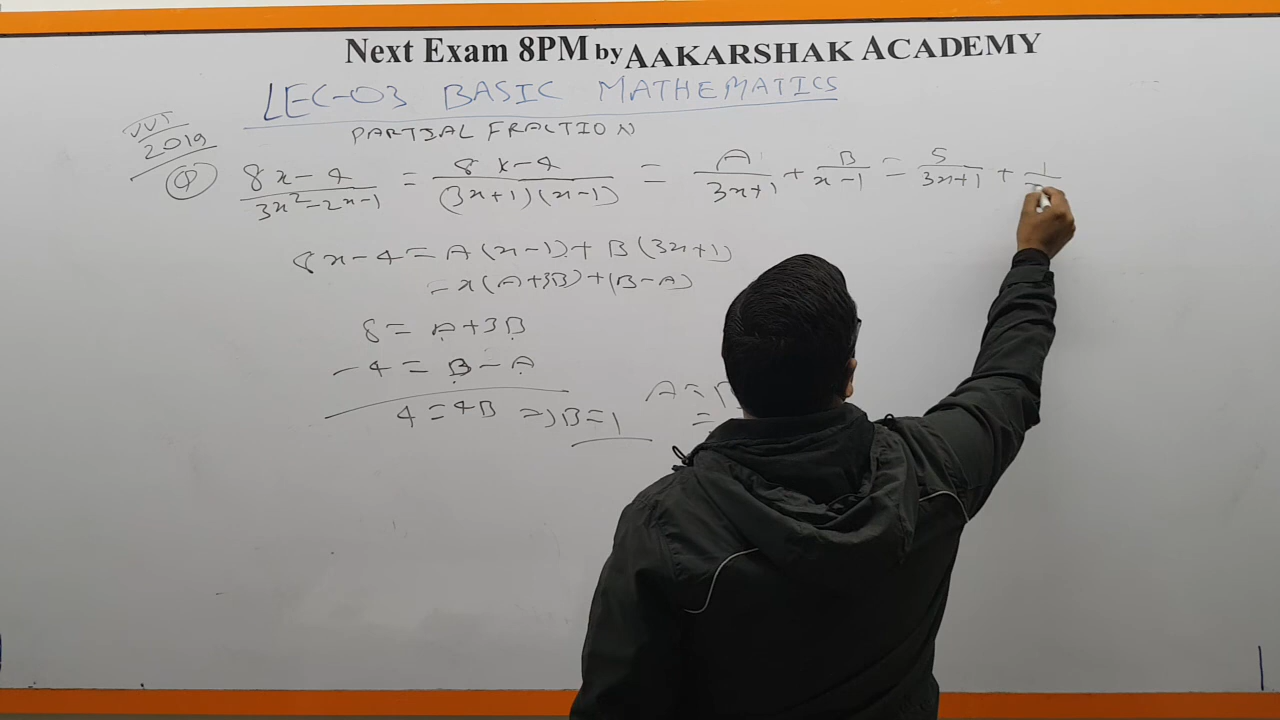 Next Exam 8PM by AAKARSHAK ACADEMY
LEC-03 BASIC MATHEMATICS
PARTIAL FRACTION
2019
Q 8x-4/3x²-2x-1 = 8x-4/(3x+1)(x-1) = A/3x+1 + B/x-1 = 5/3x+1 + 1/
8x-4 = A(x-1) + B(3x+1)
= x(A+3B) + (B-A)
8 = A+3B
-4 = B-A
4 = 4B => B=1
A =
=